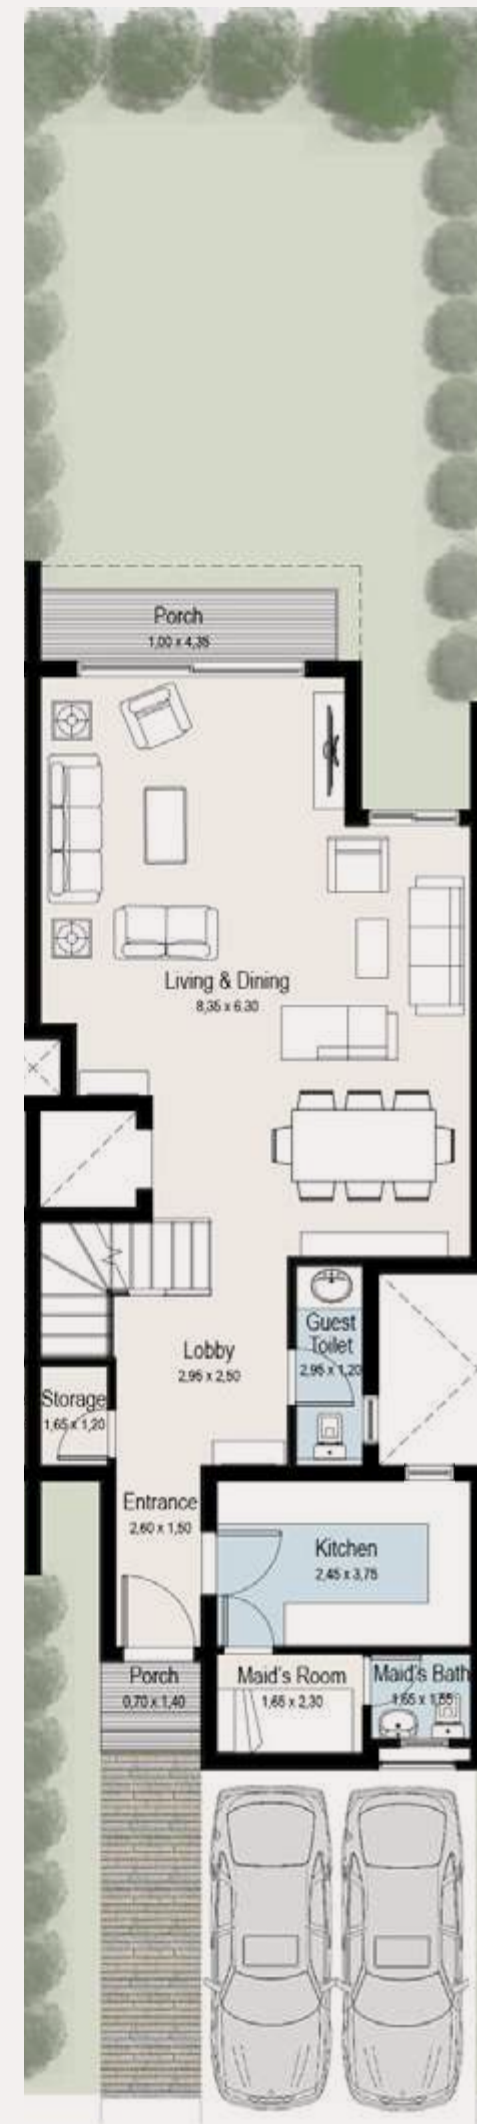 Porch
1,00 x 4,35
Living & Dining
8,35 x 6.30
Guest
Toilet
2,95 x 1,20
Lobby
2,95 x 2,50
Storage
1,65 x 1,20
Entrance
2,60 x 1,50
Kitchen
2,45 x 3,75
Porch
0,70 x 1,40
Maid's Room
1,65 x 2,30
Maid's Bath
1,65 x 1,55